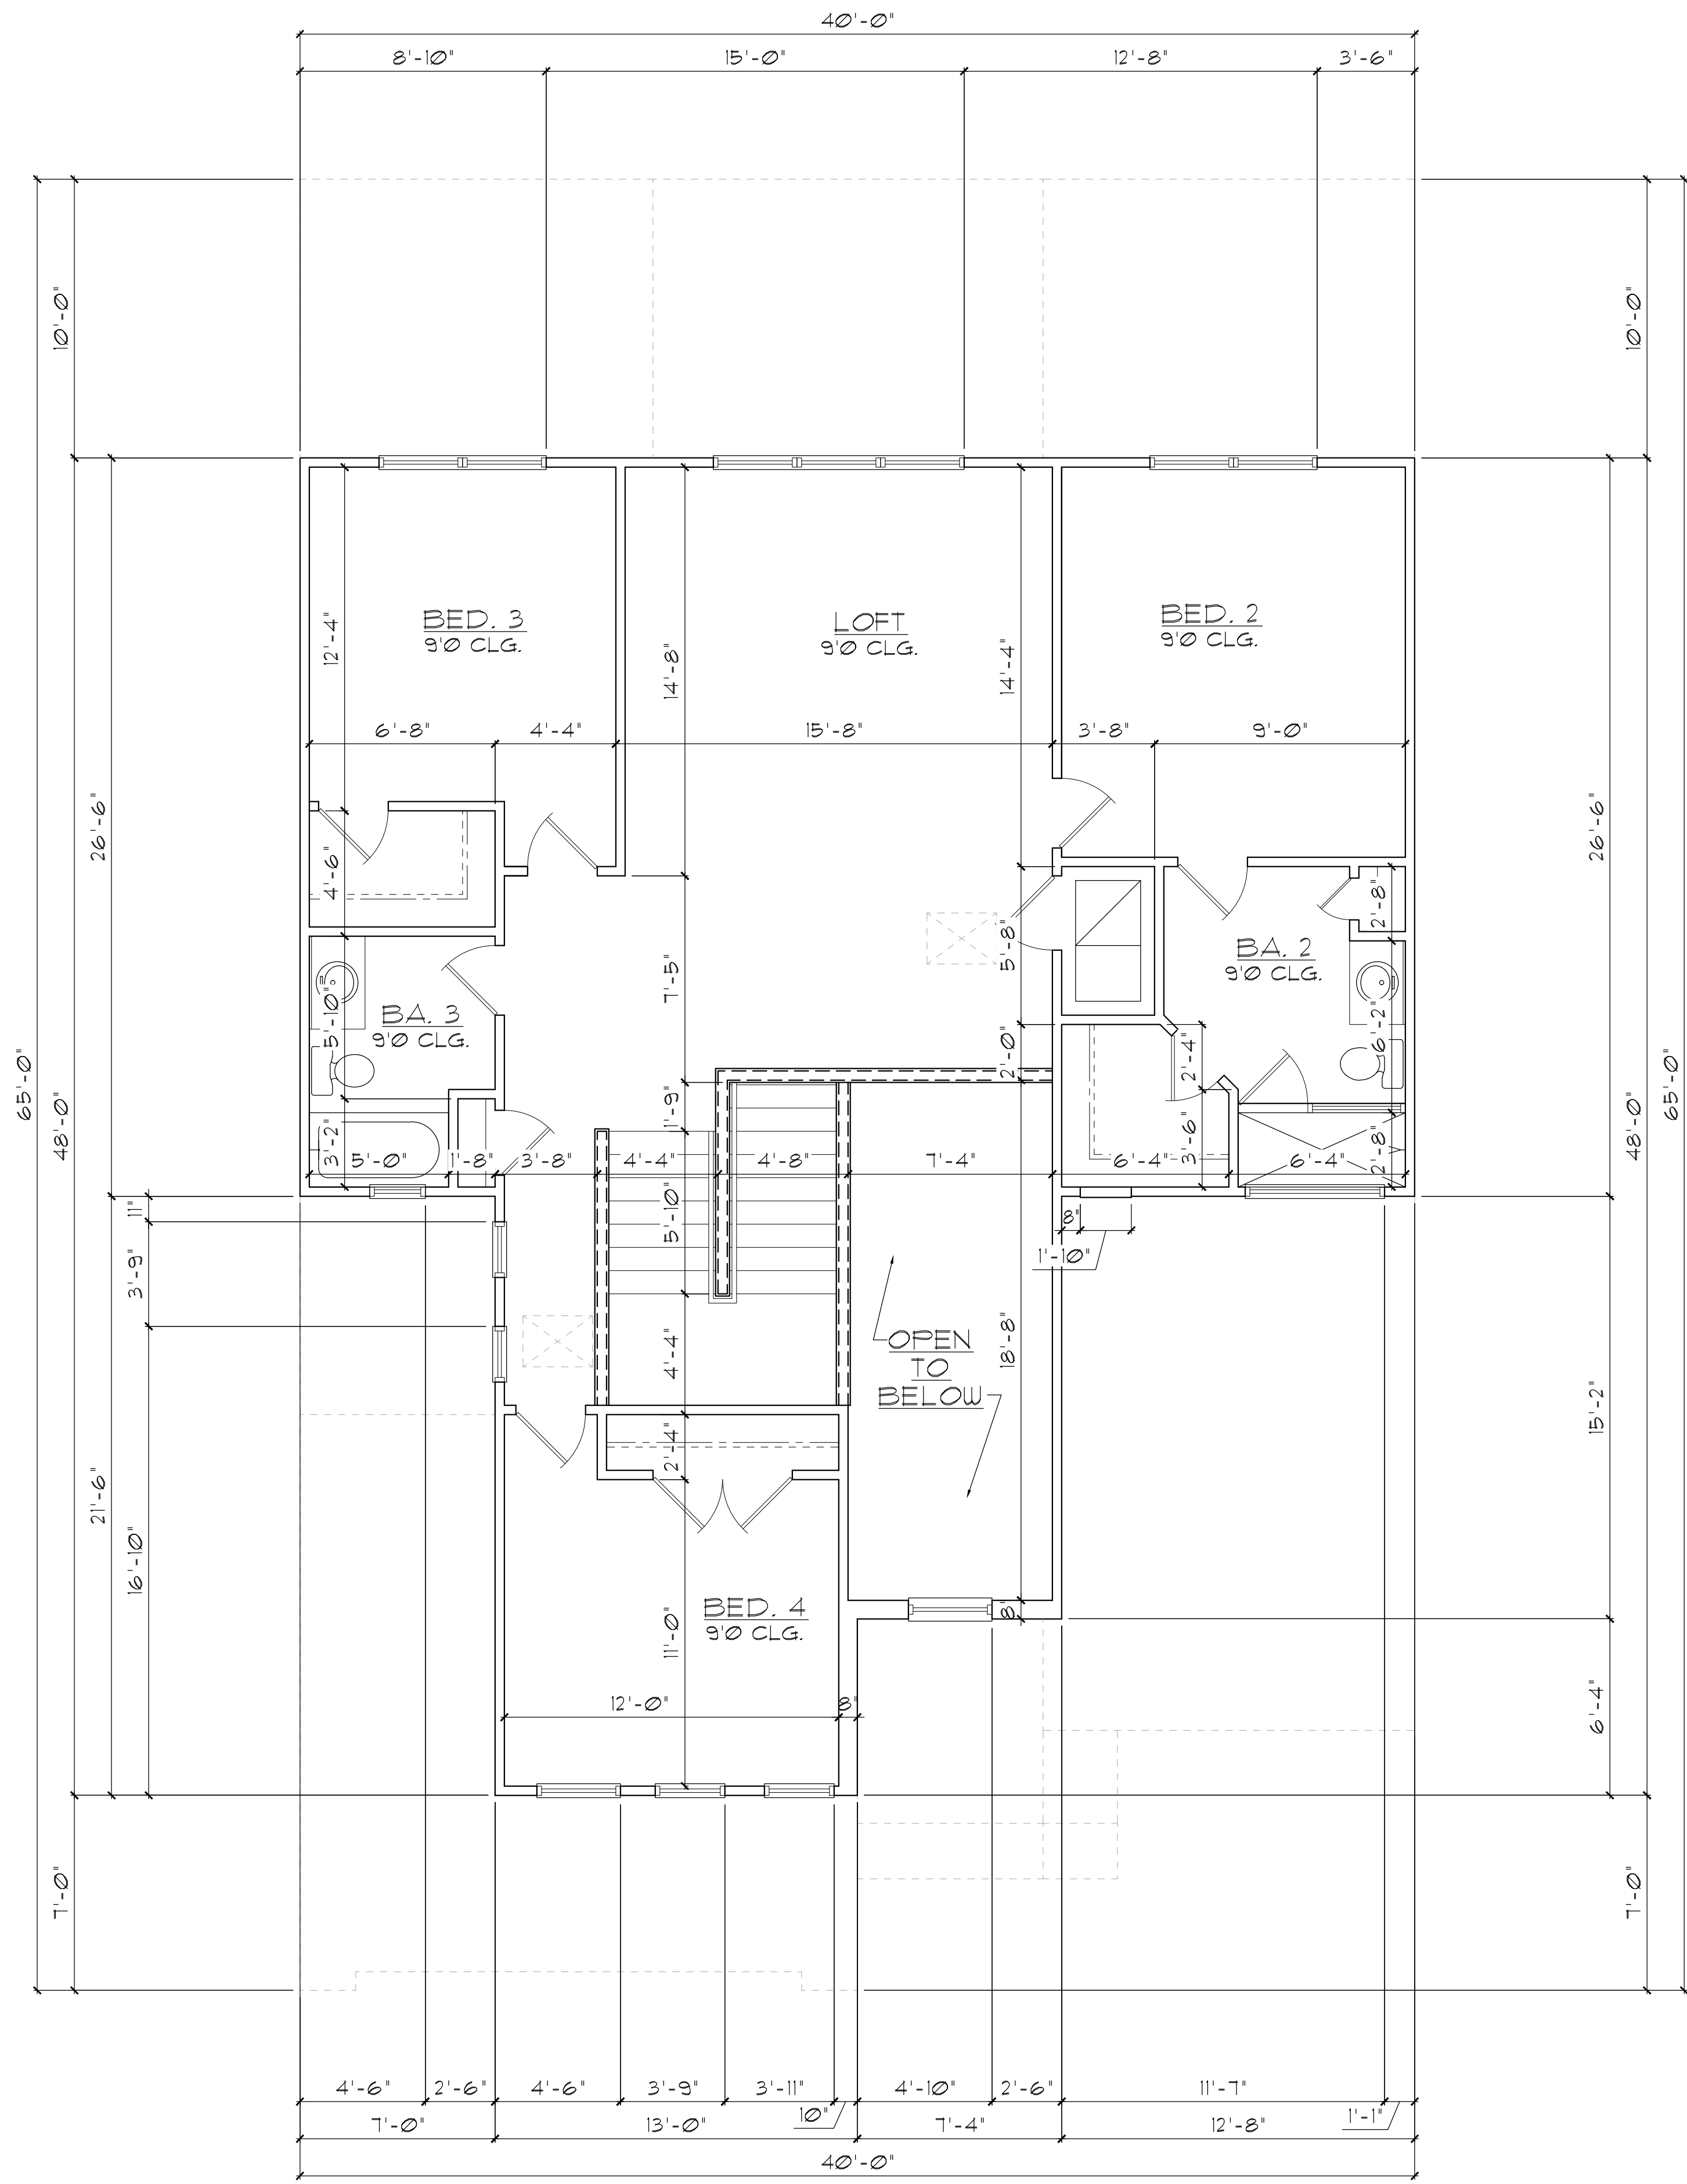 40'-0"
8'-10" 15'-0" 12'-8" 3'-6"
10'-0" 10'-0"
BED. 3
9'0 CLG.
LOFT
9'0 CLG.
BED. 2
9'0 CLG.
12'-4" 14'-8" 14'-4"
6'-8" 4'-4" 15'-8" 3'-8" 9'-0"
26'-6" 26'-6"
4'-6" 2'-8"
7'-5" 5'-8"
BA. 2
9'0 CLG.
BA. 3
9'0 CLG.
5'-10" 6'-2"
2'-0" 2'-4"
65'-0" 48'-0" 48'-0" 65'-0"
1'-9"
3'-2" 3'-6" 2'-8"
5'-0" 1'-8" 3'-8" 4'-4" 4'-8" 7'-4" 6'-4" 6'-4"
11" 5'-10" 8"
1'-10"
3'-9"
4'-4" 18'-8"
OPEN
TO
BELOW
15'-2"
2'-4"
21'-6" 16'-10"
BED. 4
9'0 CLG.
11'-0" 8"
12'-0" 8"
6'-4"
7'-0" 7'-0"
4'-6" 2'-6" 4'-6" 3'-9" 3'-11" 4'-10" 2'-6" 11'-7"
10" 1'-1"
7'-0" 13'-0" 7'-4" 12'-8"
40'-0"